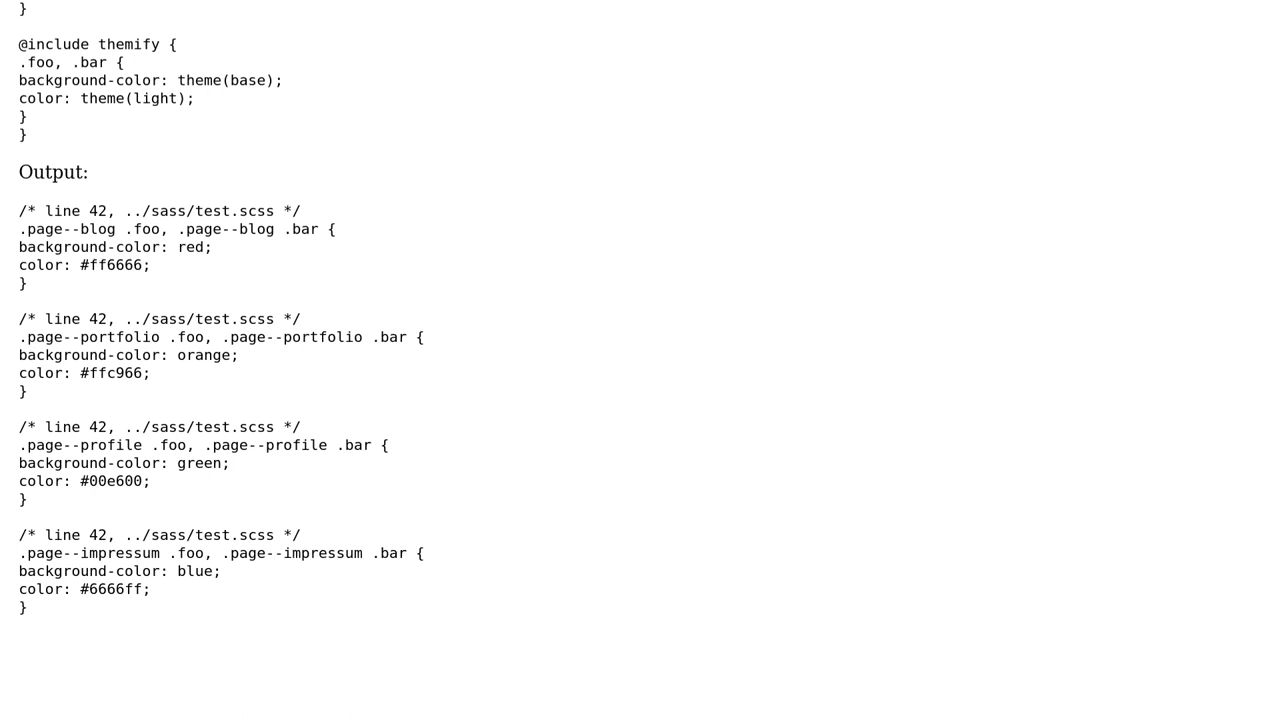 }
@include themify {
.foo, .bar {
background-color: theme(base);
color: theme(light);
}
}
Output:
/* line 42, ../sass/test.scss */
.page--blog .foo, .page--blog .bar {
background-color: red;
color: #ff6666;
}
/* line 42, ../sass/test.scss */
.page--portfolio .foo, .page--portfolio .bar {
background-color: orange;
color: #ffc966;
}
/* line 42, ../sass/test.scss */
.page--profile .foo, .page--profile .bar {
background-color: green;
color: #00e600;
}
/* line 42, ../sass/test.scss */
.page--impressum .foo, .page--impressum .bar {
background-color: blue;
color: #6666ff;
}